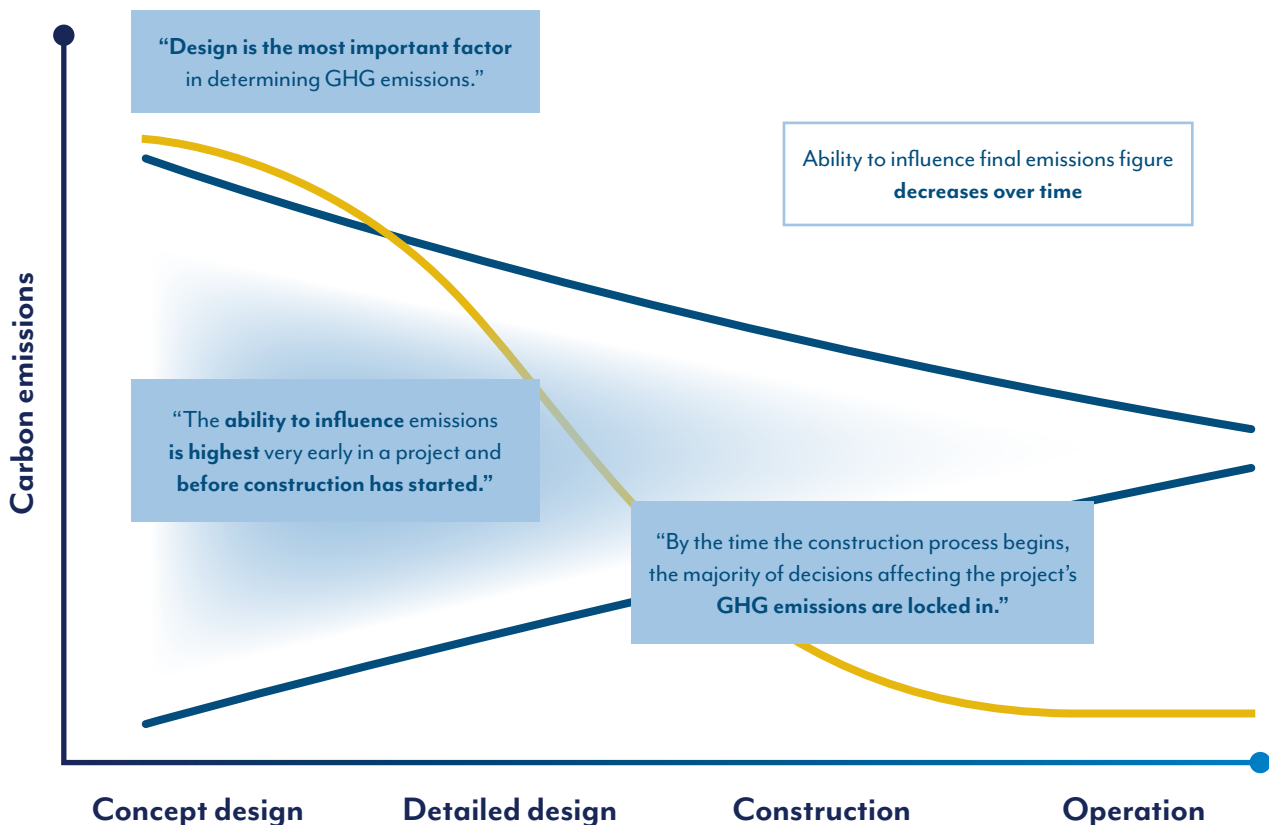 “Design is the most important factor
in determining GHG emissions.”
Ability to influence final emissions figure
decreases over time
Carbon emissions
“The ability to influence emissions
is highest very early in a project and
before construction has started.”
“By the time the construction process begins,
the majority of decisions affecting the project’s
GHG emissions are locked in.”
Concept design
Detailed design
Construction
Operation